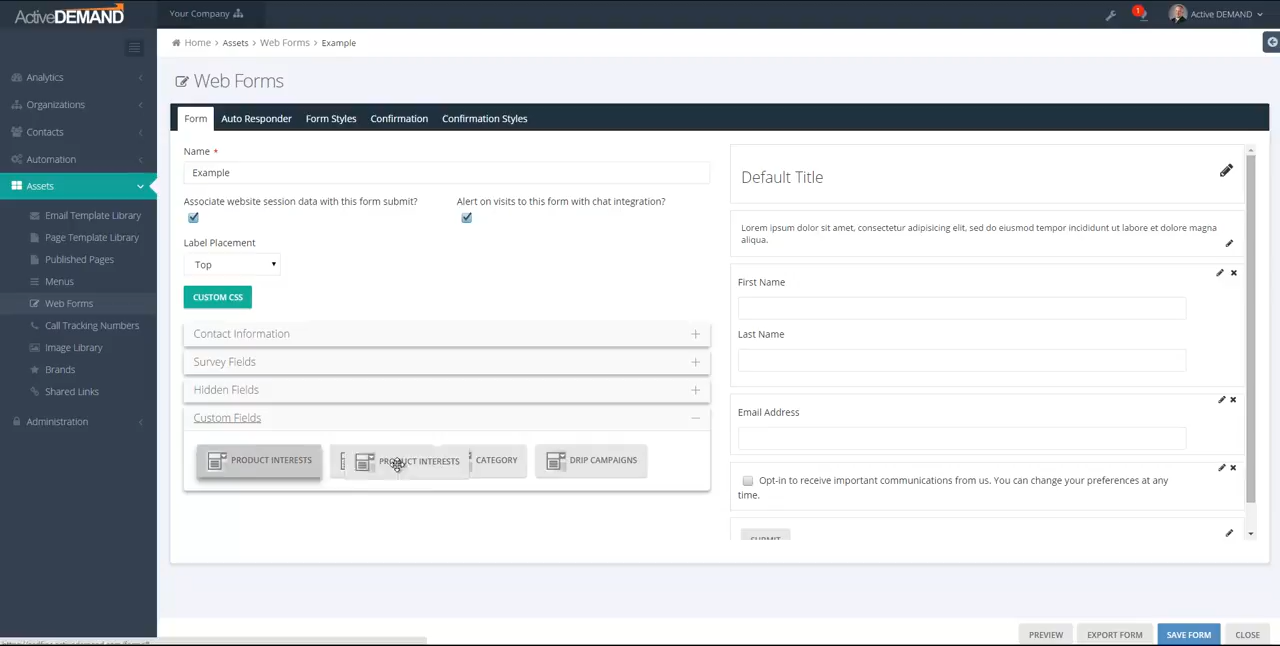 ActiveDEMAND
Your Company
1
Active DEMAND
Home > Assets > Web Forms > Example
Web Forms
Analytics
Organizations
Contacts
Automation
Assets
Email Template Library
Page Template Library
Published Pages
Menus
Web Forms
Call Tracking Numbers
Image Library
Brands
Shared Links
Administration
Form Auto Responder Form Styles Confirmation Confirmation Styles
Name *
Example
Associate website session data with this form submit? Alert on visits to this form with chat integration?
Label Placement
Top
CUSTOM CSS
Contact Information
Survey Fields
Hidden Fields
Custom Fields
PRODUCT INTERESTS PRODUCT INTERESTS CATEGORY DRIP CAMPAIGNS
Default Title
Lorem ipsum dolor sit amet, consectetur adipisicing elit, sed do eiusmod tempor incididunt ut labore et dolore magna
aliqua.
First Name
Last Name
Email Address
Opt-in to receive important communications from us. You can change your preferences at any
time.
SUBMIT
PREVIEW EXPORT FORM SAVE FORM CLOSE